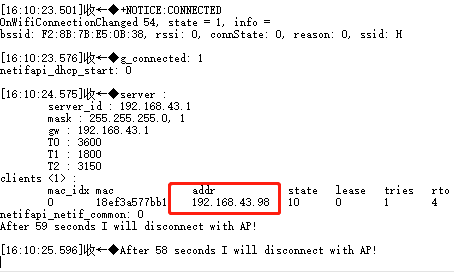 [16:10:23.501]收←◆+NOTICE:CONNECTED
OnWifiConnectionChanged 54, state = 1, info =
bssid: F2:8B:7B:E5:0B:38, rssi: 0, connState: 0, reason: 0, ssid: H
[16:10:23.576]收←◆g_connected: 1
netifapi_dhcp_start: 0
[16:10:24.575]收←◆server :
server_id : 192.168.43.1
mask : 255.255.255.0, 1
gw : 192.168.43.1
T0 : 3600
T1 : 1800
T2 : 3150
clients <1> :
mac_idx mac addr state lease tries rto
0 18ef3a577bb1 192.168.43.98 10 0 1 4
netifapi_netif_common: 0
After 59 seconds I will disconnect with AP!
[16:10:25.596]收←◆After 58 seconds I will disconnect with AP!